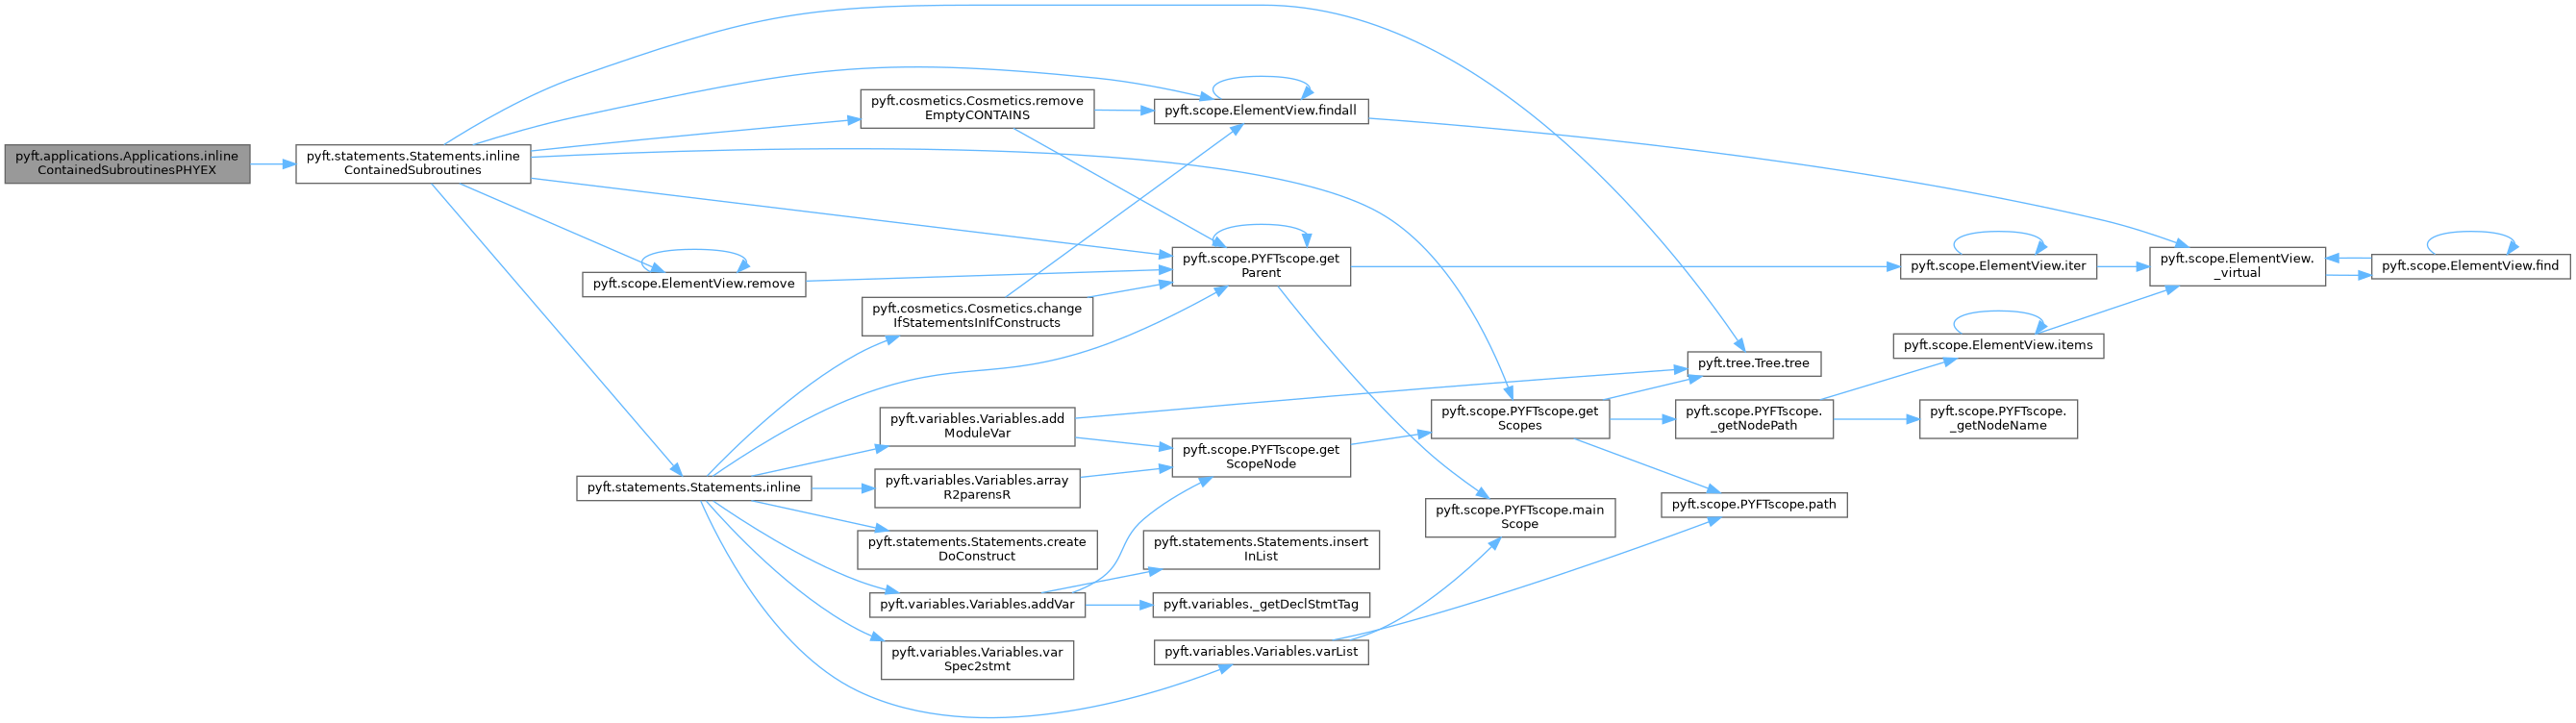 pyft.applications.Applications.inline
ContainedSubroutinesPHYEX
pyft.statements.Statements.inline
ContainedSubroutines
pyft.cosmetics.Cosmetics.remove
EmptyCONTAINS
pyft.scope.ElementView.remove
pyft.cosmetics.Cosmetics.change
IfStatementsInIfConstructs
pyft.statements.Statements.inline
pyft.variables.Variables.add
ModuleVar
pyft.variables.Variables.array
R2parensR
pyft.statements.Statements.create
DoConstruct
pyft.variables.Variables.addVar
pyft.variables.Variables.var
Spec2stmt
pyft.scope.ElementView.findall
pyft.scope.PYFTscope.get
Parent
pyft.scope.PYFTscope.get
ScopeNode
pyft.statements.Statements.insert
InList
pyft.variables._getDeclStmtTag
pyft.variables.Variables.varList
pyft.scope.PYFTscope.get
Scopes
pyft.scope.PYFTscope.main
Scope
pyft.tree.Tree.tree
pyft.scope.PYFTscope.
_getNodePath
pyft.scope.PYFTscope.path
pyft.scope.ElementView.iter
pyft.scope.ElementView.items
pyft.scope.PYFTscope.
_getNodeName
pyft.scope.ElementView.
_virtual
pyft.scope.ElementView.find